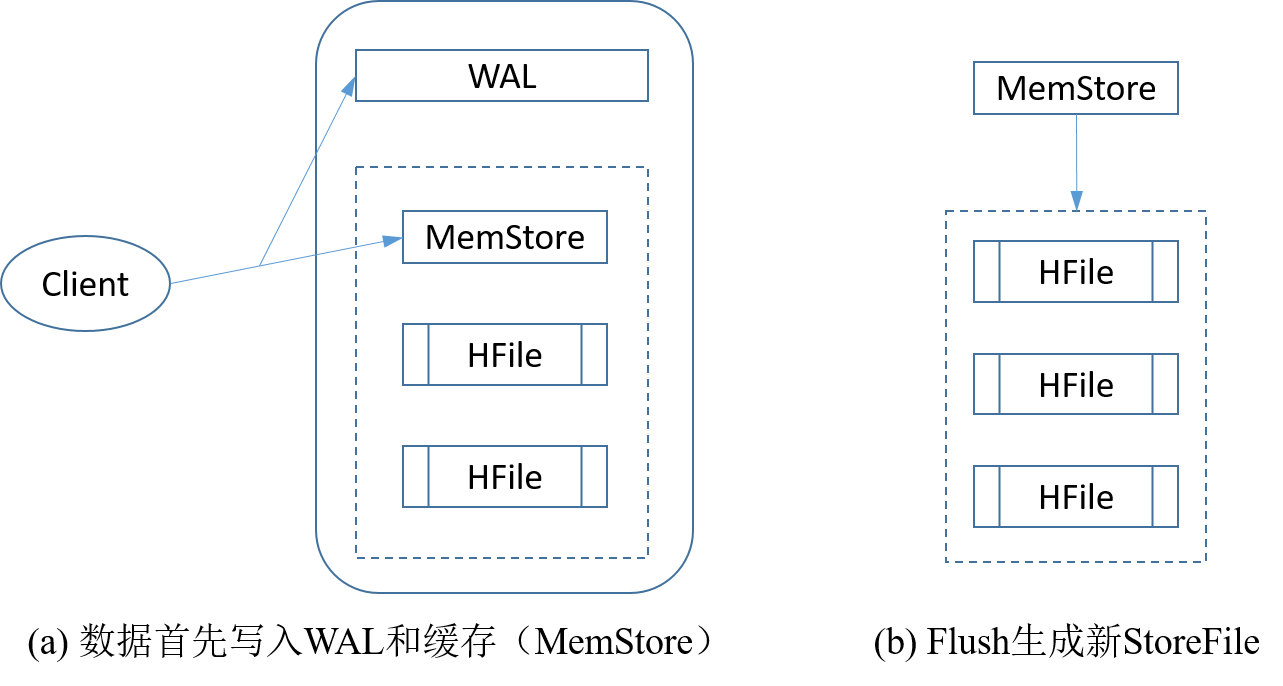 WAL
MemStore
Client
HFile
HFile
(a) 数据首先写入WAL和缓存（MemStore）
MemStore
HFile
HFile
HFile
(b) Flush生成新StoreFile